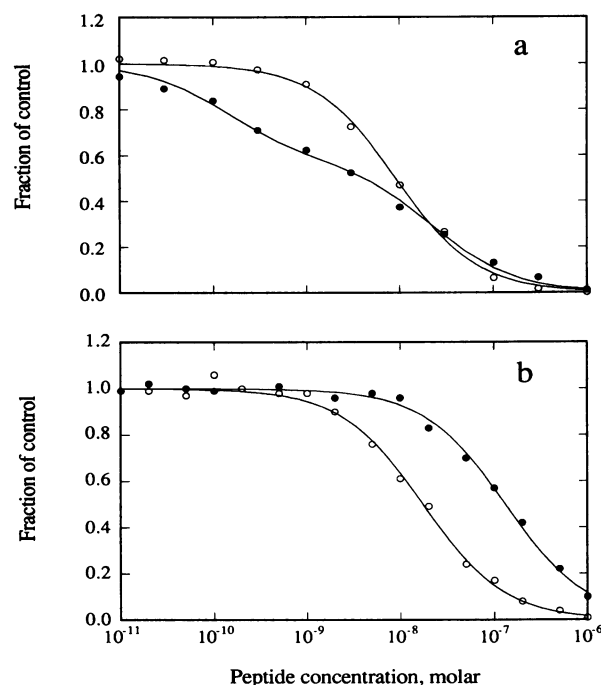 a
Fraction of control
1.2
1.0
0.8
0.6
0.4
0.2
0.0
b
Fraction of control
1.2
1.0
0.8
0.6
0.4
0.2
0.0
10⁻¹¹ 10⁻¹⁰ 10⁻⁹ 10⁻⁸ 10⁻⁷ 10⁻⁶
Peptide concentration, molar